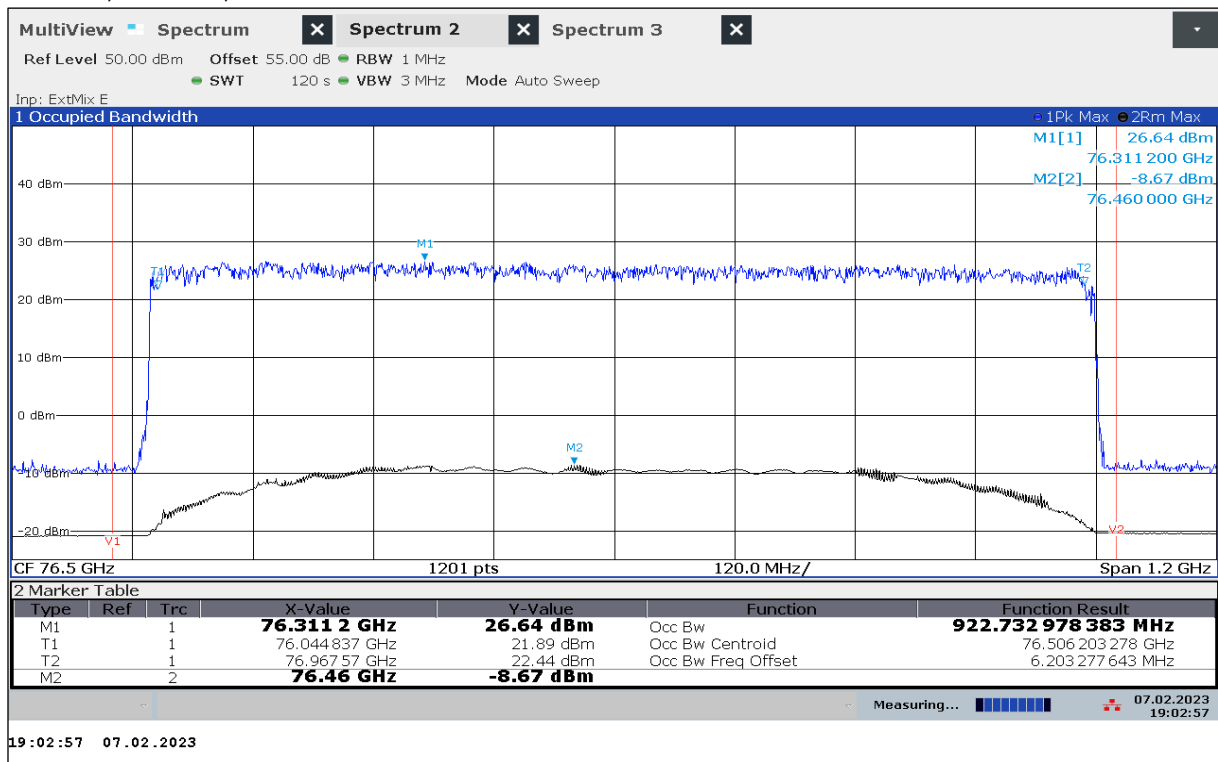 MultiView Spectrum X Spectrum 2 X Spectrum 3 X
Ref Level 50.00 dBm Offset 55.00 dB RBW 1 MHz
SWT 120 s VBW 3 MHz Mode Auto Sweep
Inp: ExtMix E
1 Occupied Bandwidth 1Pk Max 2Rm Max
M1[1] 26.64 dBm
76.311 200 GHz
M2[2] -8.67 dBm
76.460 000 GHz
40 dBm
30 dBm
M1
T1
T2
20 dBm
10 dBm
0 dBm
M2
-10 dBm
-20 dBm
V1
V2
CF 76.5 GHz 1201 pts 120.0 MHz/ Span 1.2 GHz
2 Marker Table
Type Ref Trc X-Value Y-Value Function Function Result
M1 1 76.311 2 GHz 26.64 dBm Occ Bw 922.732 978 383 MHz
T1 1 76.044 837 GHz 21.89 dBm Occ Bw Centroid 76.506 203 278 GHz
T2 1 76.967 57 GHz 22.44 dBm Occ Bw Freq Offset 6.203 277 643 MHz
M2 2 76.46 GHz -8.67 dBm
Measuring... 07.02.2023
19:02:57
19:02:57 07.02.2023